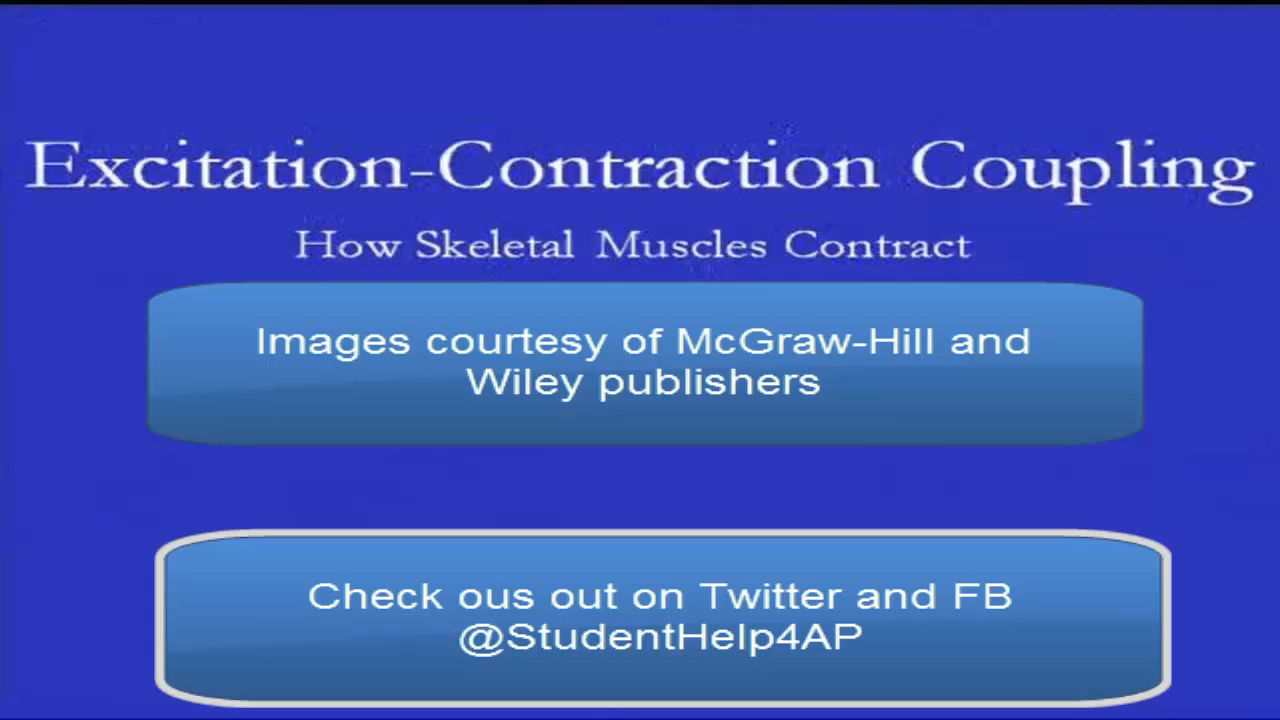 Excitation-Contraction Coupling
How Skeletal Muscles Contract
Images courtesy of McGraw-Hill and
Wiley publishers
Check ous out on Twitter and FB
@StudentHelp4AP